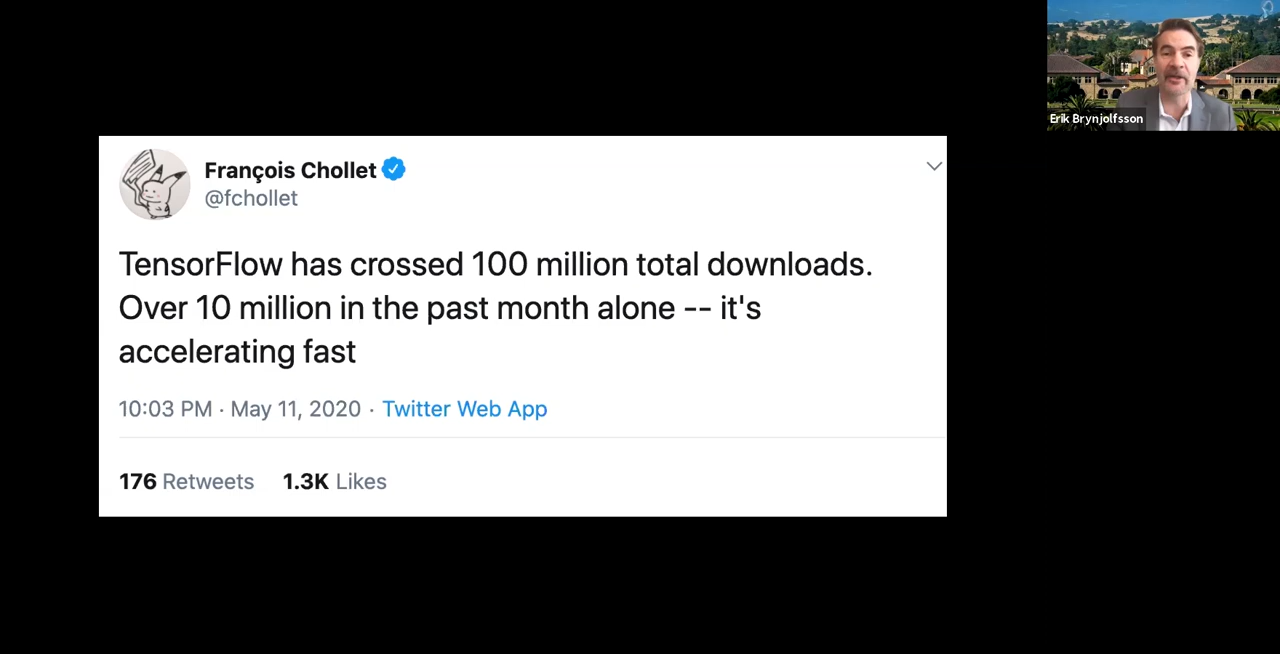 Erik Brynjolfsson
François Chollet
@fchollet
TensorFlow has crossed 100 million total downloads.
Over 10 million in the past month alone -- it's
accelerating fast
10:03 PM · May 11, 2020 · Twitter Web App
176 Retweets 1.3K Likes